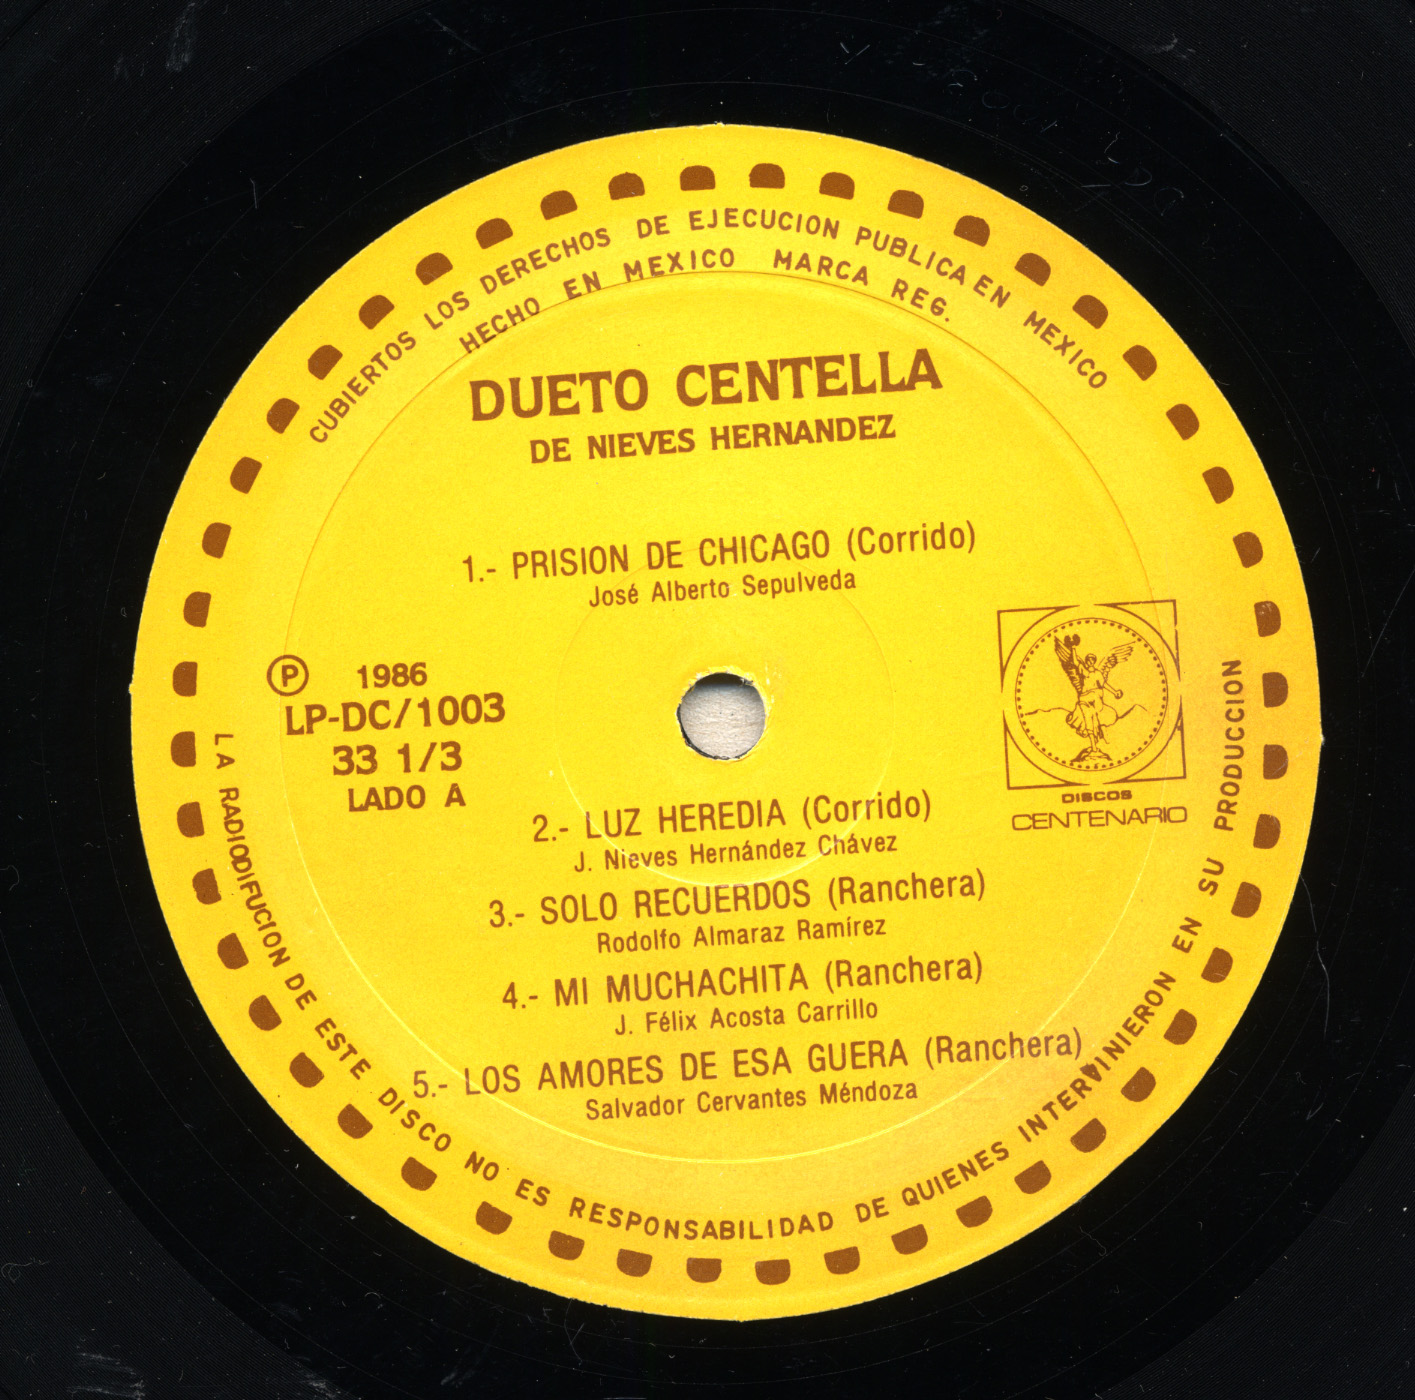 CUBIERTOS LOS DERECHOS DE EJECUCION PUBLICA EN MEXICO
HECHO EN MEXICO MARCA REG.
DUETO CENTELLA
DE NIEVES HERNANDEZ
1.- PRISION DE CHICAGO (Corrido)
José Alberto Sepulveda
Ⓟ 1986
LP-DC/1003
33 1/3
LADO A
DISCOS
CENTENARIO
2.- LUZ HEREDIA (Corrido)
J. Nieves Hernández Chávez
3.- SOLO RECUERDOS (Ranchera)
Rodolfo Almaraz Ramírez
4.- MI MUCHACHITA (Ranchera)
J. Félix Acosta Carrillo
5.- LOS AMORES DE ESA GUERA (Ranchera)
Salvador Cervantes Méndoza
LA RADIODIFUCION DE ESTE DISCO NO ES RESPONSABILIDAD DE QUIENES INTERVINIERON EN SU PRODUCCION